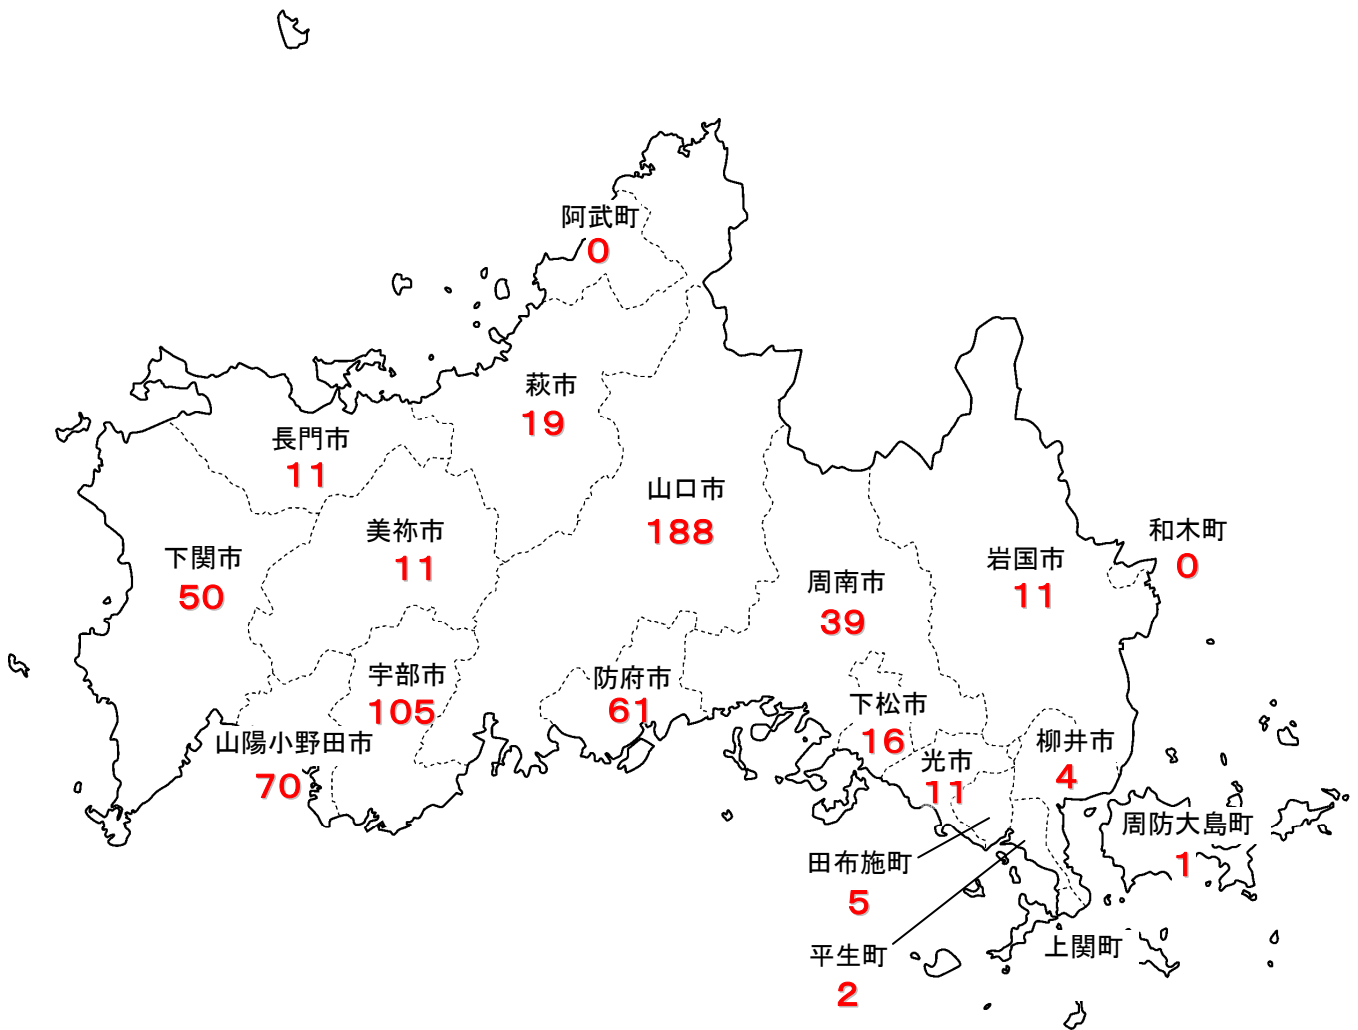 阿武町
0
萩市
19
長門市
11
山口市
188
美祢市
11
下関市
50
和木町
0
岩国市
11
周南市
39
宇部市
105
防府市
61
下松市
16
山陽小野田市
70
光市
11
柳井市
4
周防大島町
1
田布施町
5
平生町
2
上関町